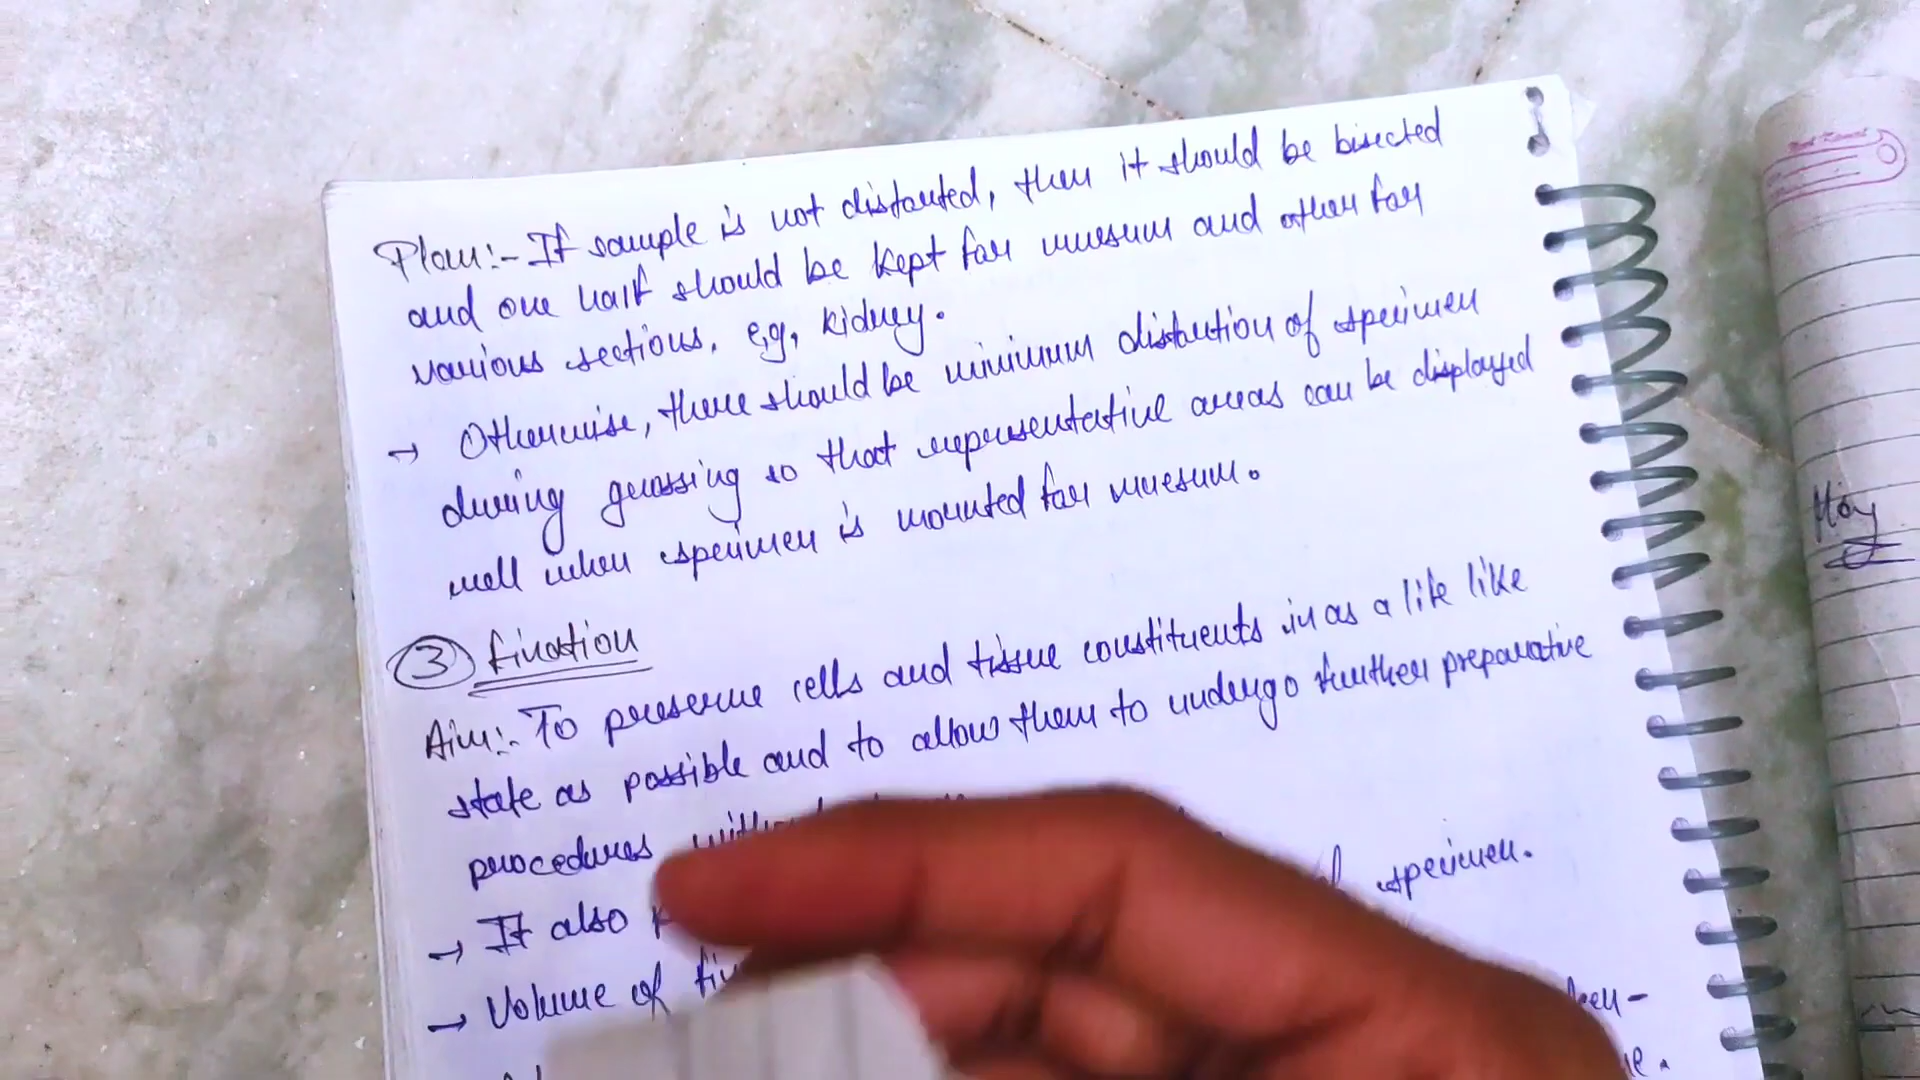 Plan:- If sample is not distorted, then it should be bisected
and one half should be kept for museum and other for
various sections. e.g, kidney.
→ Otherwise, there should be minimum distortion of specimen
during grossing so that representative areas can be displayed
well when specimen is mounted for museum.
③ fixation
Aim:- To preserve cells and tissue constituents in as a life like
state as possible and to allow them to undergo further preparative
procedures
→ It also specimen.
→ Volume of
May